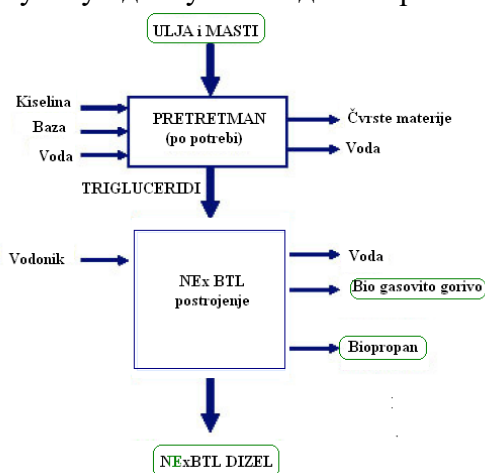 ULJA i MASTI
Kiselina
Baza
Voda
PRETRETMAN
(po potrebi)
Čvrste materije
Voda
TRIGLUCERIDI
Vodonik
NEx BTL
postrojenje
Voda
Bio gasovito gorivo
Biopropan
NExBTL DIZEL